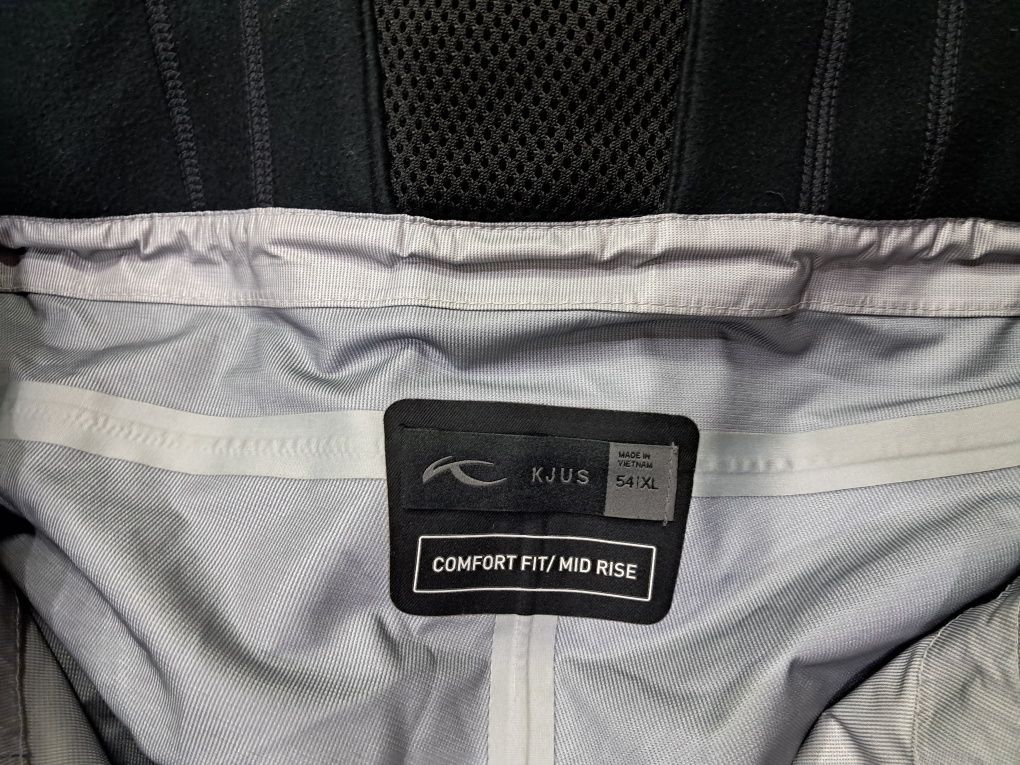 KJUS
MADE IN
VIETNAM
54|XL
COMFORT FIT/ MID RISE